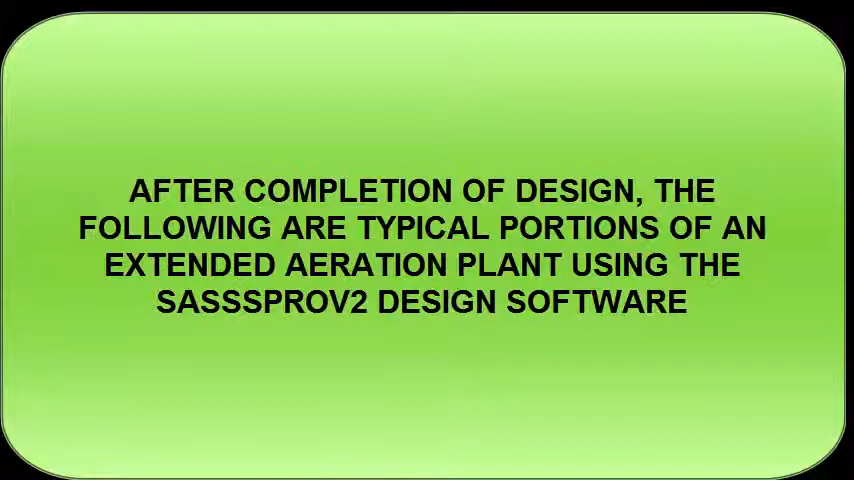 AFTER COMPLETION OF DESIGN, THE
FOLLOWING ARE TYPICAL PORTIONS OF AN
EXTENDED AERATION PLANT USING THE
SASSSPROV2 DESIGN SOFTWARE